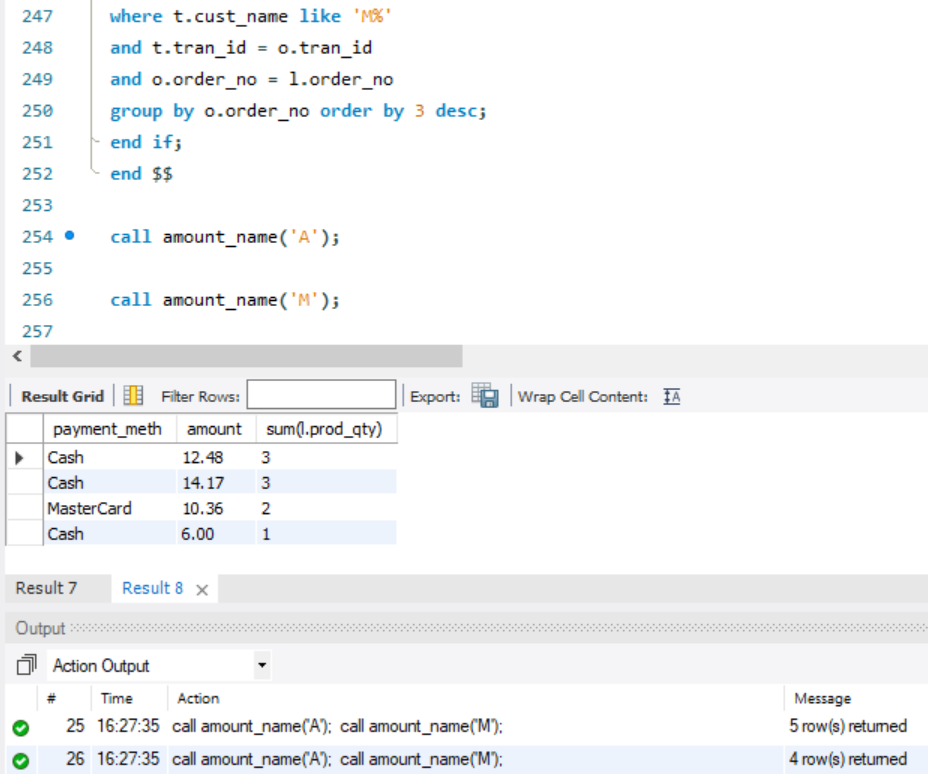 247 where t.cust_name like 'M%'
248 and t.tran_id = o.tran_id
249 and o.order_no = l.order_no
250 group by o.order_no order by 3 desc;
251 end if;
252 end $$
253
254 call amount_name('A');
255
256 call amount_name('M');
257
Result Grid Filter Rows: Export: Wrap Cell Content:
payment_meth amount sum(l.prod_qty)
Cash 12.48 3
Cash 14.17 3
MasterCard 10.36 2
Cash 6.00 1
Result 7 Result 8
Output
Action Output
# Time Action Message
25 16:27:35 call amount_name('A'); call amount_name('M'); 5 row(s) returned
26 16:27:35 call amount_name('A'); call amount_name('M'); 4 row(s) returned